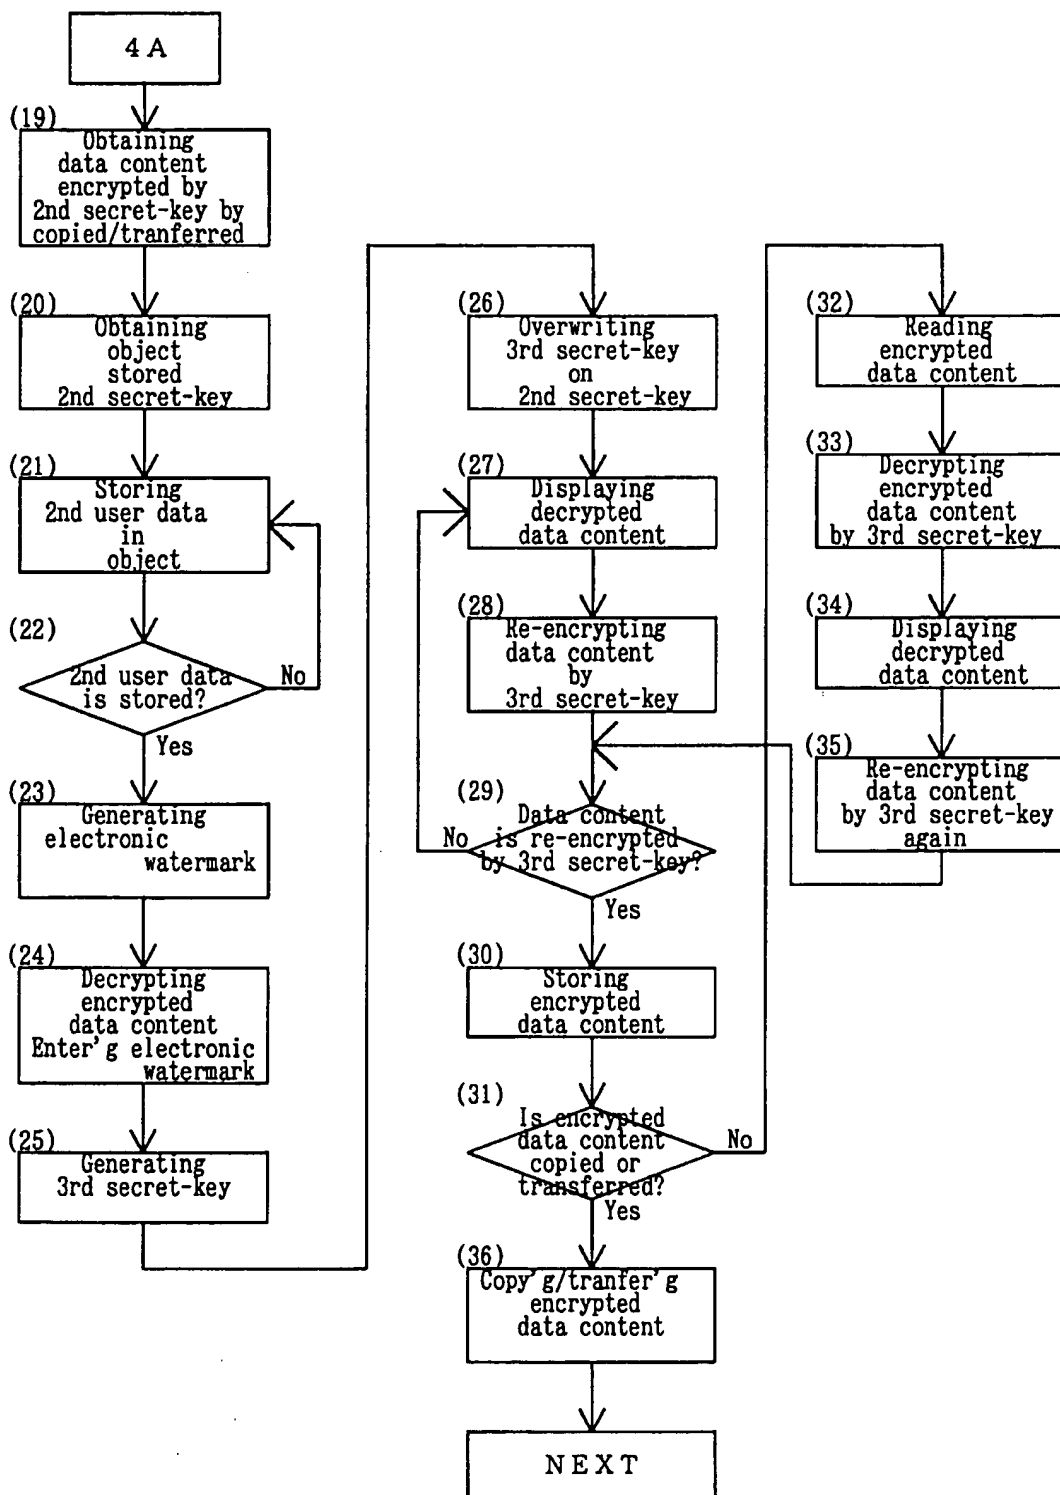 4 A
(19)
Obtaining
data content
encrypted by
2nd secret-key by
copied/tranferred
(20)
Obtaining
object
stored
2nd secret-key
(21)
Storing
2nd user data
in
object
(22)
2nd user data
is stored?
No
Yes
(23)
Generating
electronic
watermark
(24)
Decrypting
encrypted
data content
Enter'g electronic
watermark
(25)
Generating
3rd secret-key
(26)
Overwriting
3rd secret-key
on
2nd secret-key
(27)
Displaying
decrypted
data content
(28)
Re-encrypting
data content
by
3rd secret-key
(29)
Data content
is re-encrypted
by 3rd secret-key?
No
Yes
(30)
Storing
encrypted
data content
(31)
Is encrypted
data content
copied or
transferred?
No
Yes
(36)
Copy'g/tranfer'g
encrypted
data content
NEXT
(32)
Reading
encrypted
data content
(33)
Decrypting
encrypted
data content
by 3rd secret-key
(34)
Displaying
decrypted
data content
(35)
Re-encrypting
data content
by 3rd secret-key
again